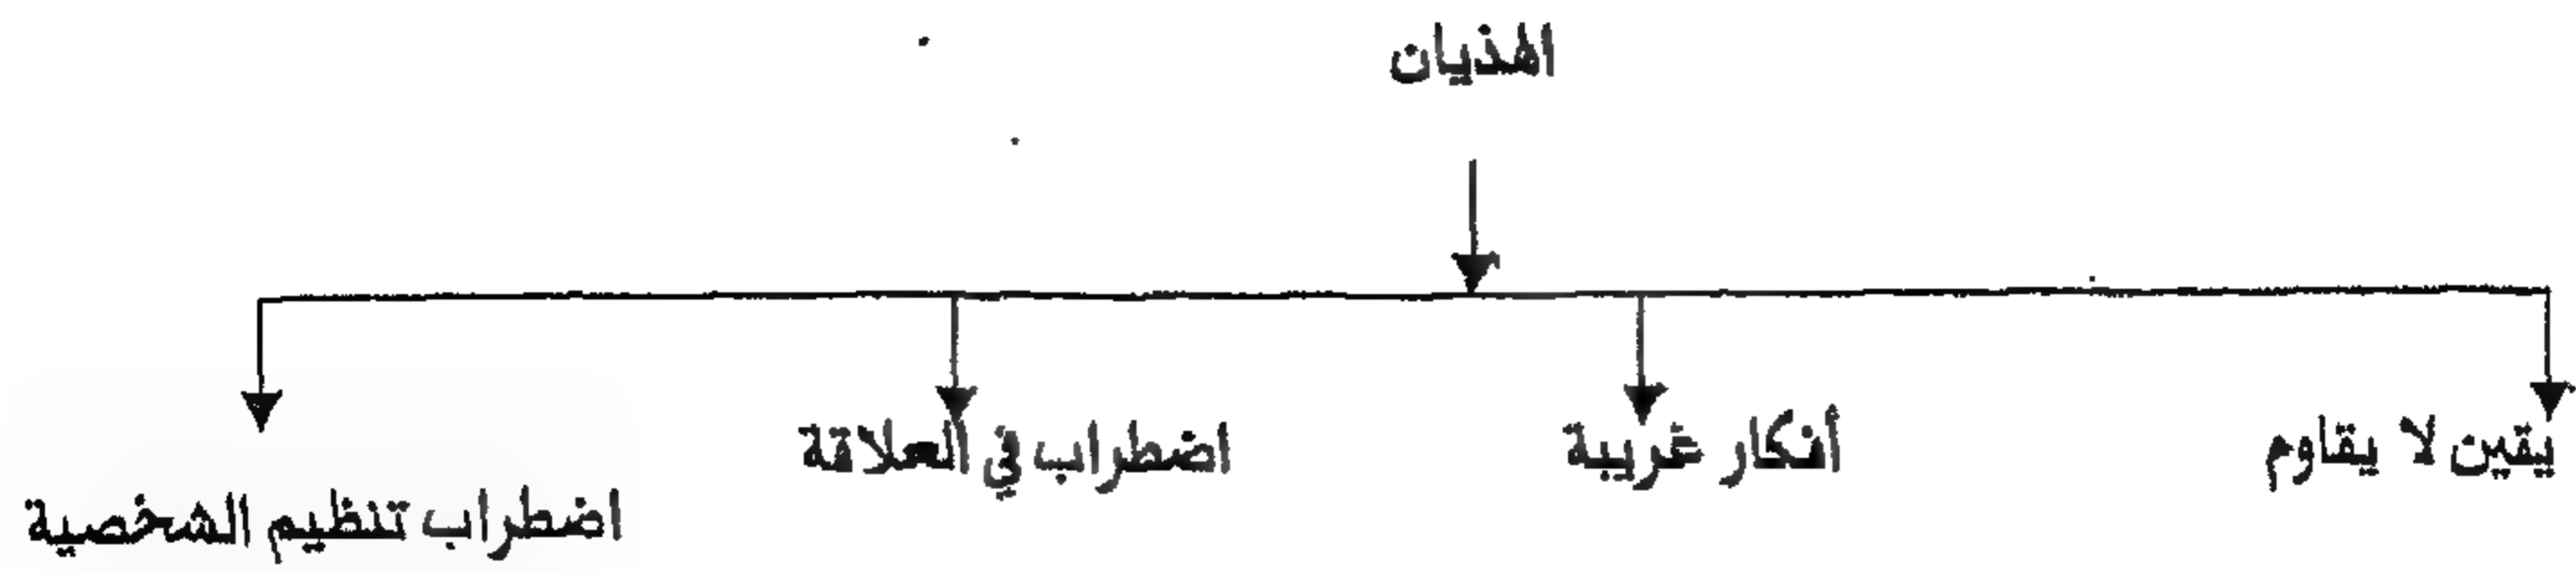 الهذيان
يقين لا يقاوم
أفكار غريبة
اضطراب في العلاقة
اضطراب تنظيم الشخصية